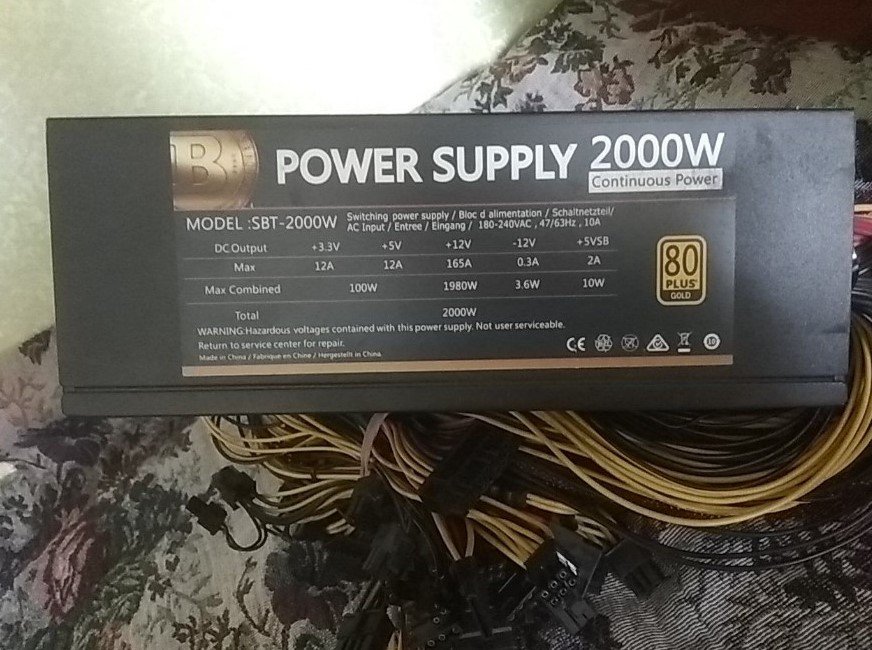 B
POWER SUPPLY 2000W
Continuous Power
MODEL :SBT-2000W Switching power supply / Bloc d alimentation / Schaltnetzteil/
AC Input / Entree / Eingang / 180-240VAC , 47/63Hz , 10A
DC Output +3.3V +5V +12V -12V +5VSB
Max 12A 12A 165A 0.3A 2A
Max Combined 100W 1980W 3.6W 10W
Total 2000W
80
PLUS
GOLD
WARNING:Hazardous voltages contained with this power supply. Not user serviceable.
Return to service center for repair.
Made in China / Fabrique en Chine / Hergestellt in China
CE
10